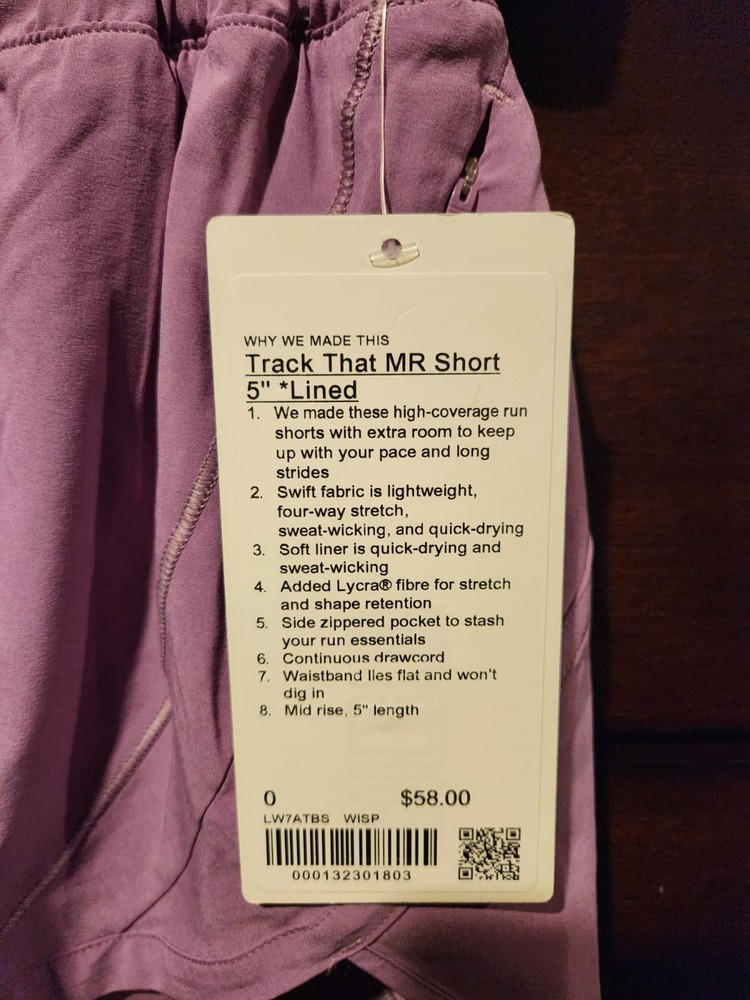 WHY WE MADE THIS
Track That MR Short
5" *Lined
1. We made these high-coverage run
shorts with extra room to keep
up with your pace and long
strides
2. Swift fabric is lightweight,
four-way stretch,
sweat-wicking, and quick-drying
3. Soft liner is quick-drying and
sweat-wicking
4. Added Lycra® fibre for stretch
and shape retention
5. Side zippered pocket to stash
your run essentials
6. Continuous drawcord
7. Waistband lies flat and won't
dig in
8. Mid rise, 5" length
0 $58.00
LW7ATBS WISP
000132301803